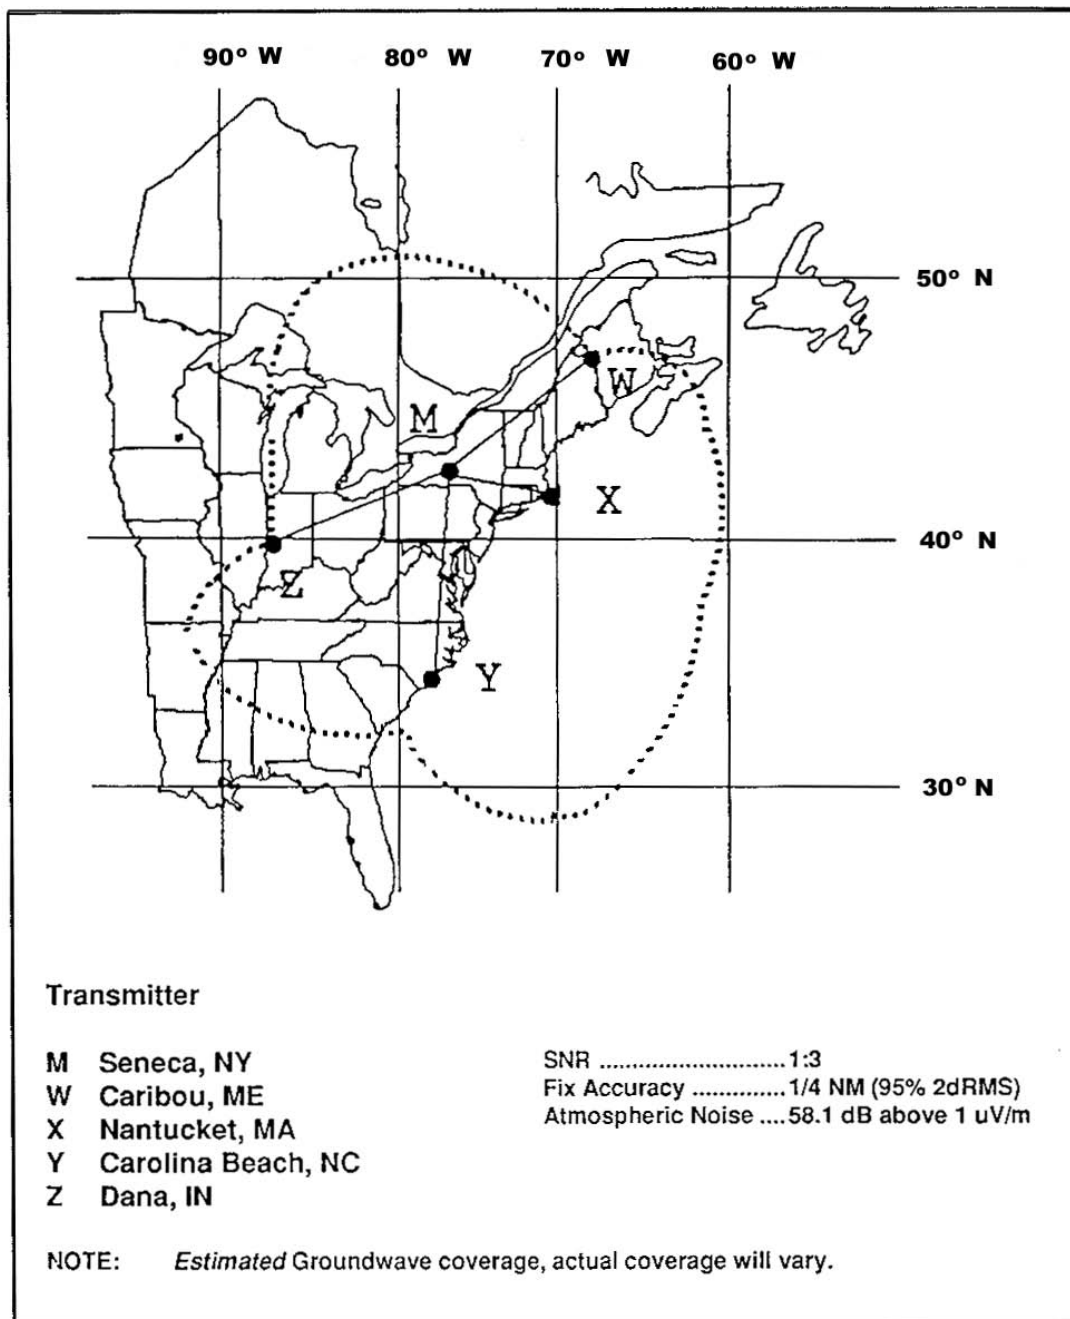 90° W 80° W 70° W 60° W
50° N
W
M
X
40° N
Z
Y
30° N
Transmitter
M Seneca, NY
W Caribou, ME
X Nantucket, MA
Y Carolina Beach, NC
Z Dana, IN
SNR ............................1:3
Fix Accuracy ..............1/4 NM (95% 2dRMS)
Atmospheric Noise ....58.1 dB above 1 uV/m
NOTE: Estimated Groundwave coverage, actual coverage will vary.